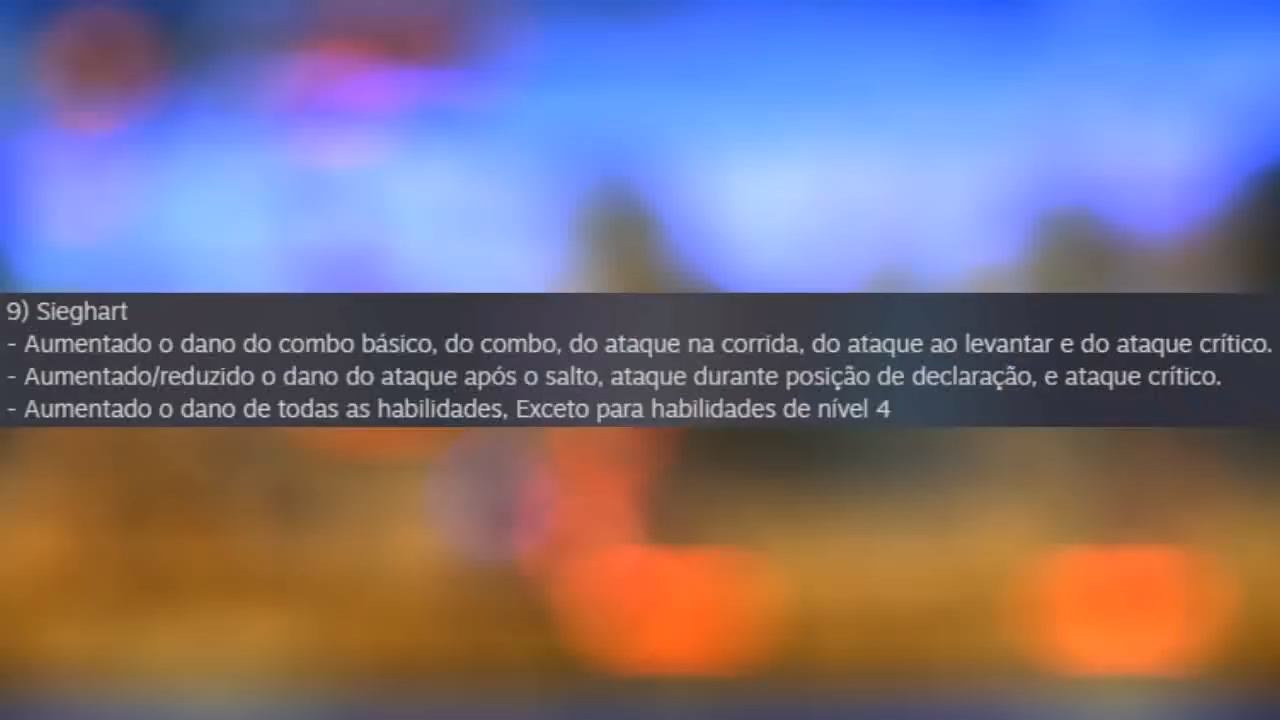 9) Sieghart
- Aumentado o dano do combo básico, do combo, do ataque na corrida, do ataque ao levantar e do ataque crítico.
- Aumentado/reduzido o dano do ataque após o salto, ataque durante posição de declaração, e ataque crítico.
- Aumentado o dano de todas as habilidades, Exceto para habilidades de nível 4